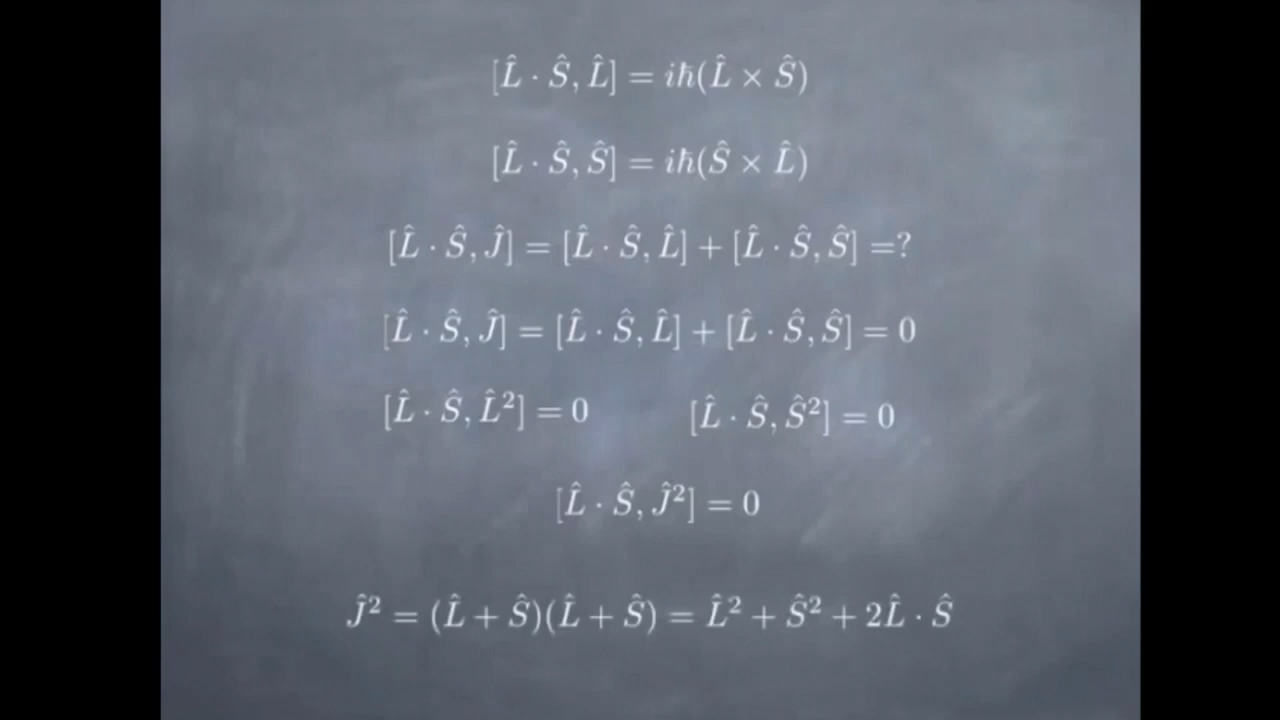 [L̂ · Ŝ, L̂] = iħ(L̂ × Ŝ)
[L̂ · Ŝ, Ŝ] = iħ(Ŝ × L̂)
[L̂ · Ŝ, Ĵ] = [L̂ · Ŝ, L̂] + [L̂ · Ŝ, Ŝ] =?
[L̂ · Ŝ, Ĵ] = [L̂ · Ŝ, L̂] + [L̂ · Ŝ, Ŝ] = 0
[L̂ · Ŝ, L̂²] = 0 [L̂ · Ŝ, Ŝ²] = 0
[L̂ · Ŝ, Ĵ²] = 0
Ĵ² = (L̂ + Ŝ)(L̂ + Ŝ) = L̂² + Ŝ² + 2L̂ · Ŝ